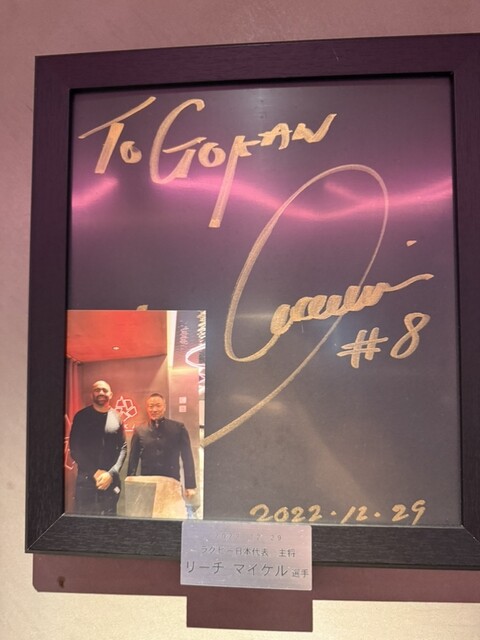 To GOKAN
#8
2022.12.29
ラグビー日本代表 主将
リーチ マイケル 選手